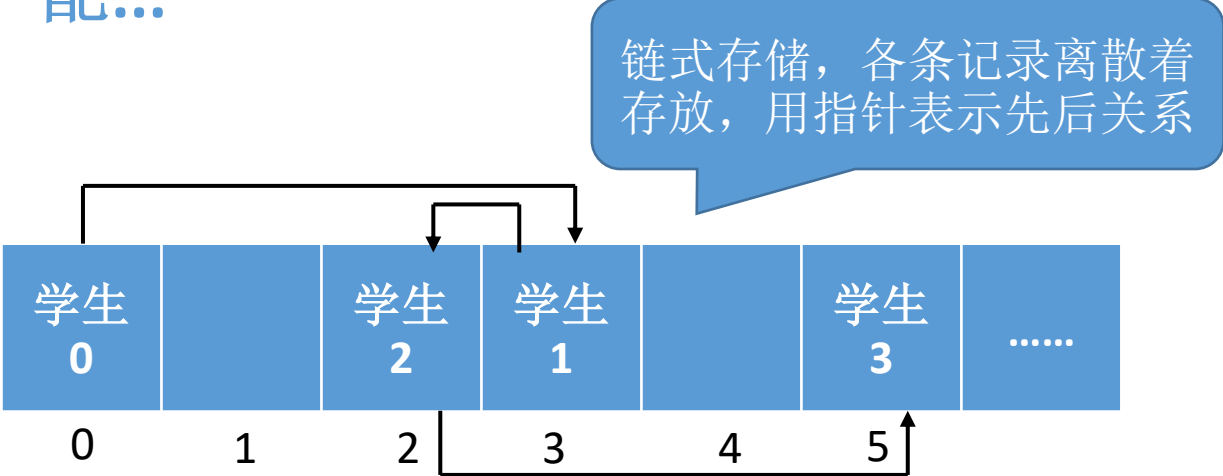 配...
链式存储，各条记录离散着
存放，用指针表示先后关系
学生 学生 学生 学生
0 2 1 3 ......
0 1 2 3 4 5